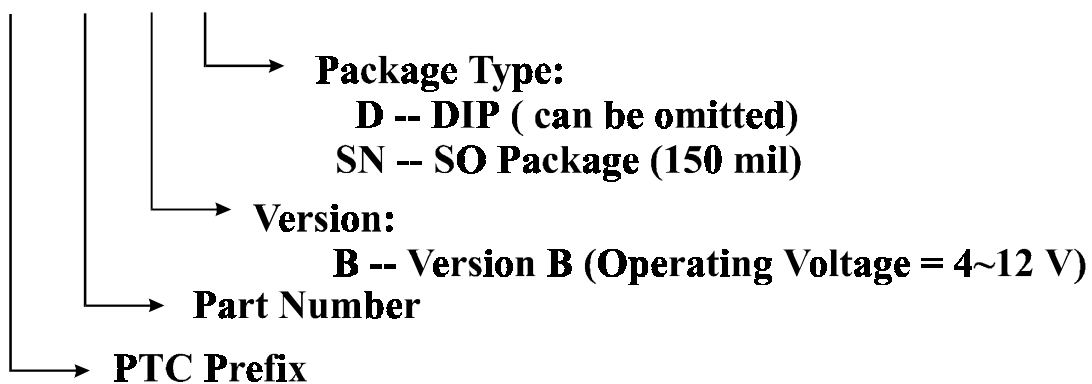 Package Type:
D -- DIP ( can be omitted)
SN -- SO Package (150 mil)
Version:
B -- Version B (Operating Voltage = 4~12 V)
Part Number
PTC Prefix